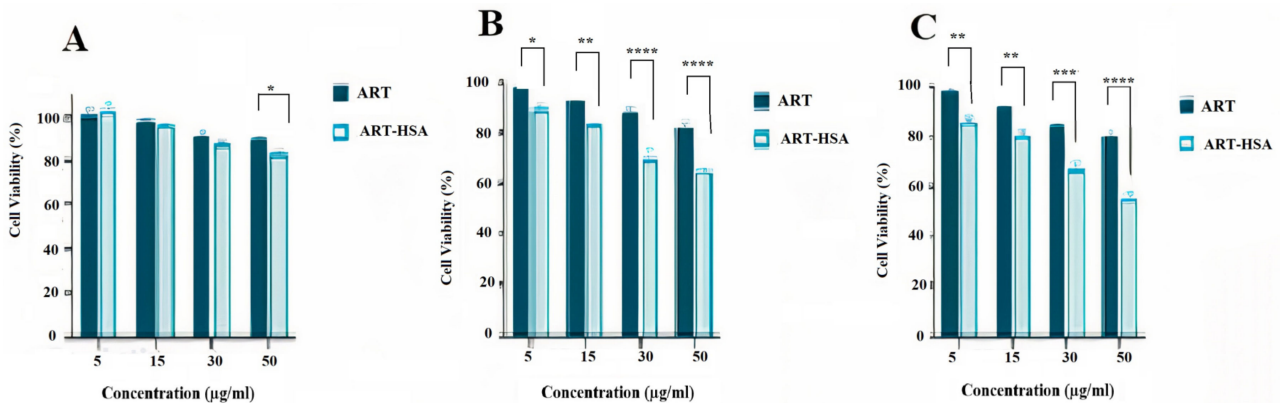 A
Cell Viability (%)
100
80
60
40
20
0
*
ART
ART-HSA
5 15 30 50
Concentration (µg/ml)
B
Cell Viability (%)
100
80
60
40
20
0
* ** **** ****
ART
ART-HSA
5 15 30 50
Concentration (µg/ml)
C
Cell Viability (%)
100
80
60
40
20
0
** ** *** ****
ART
ART-HSA
5 15 30 50
Concentration (µg/ml)